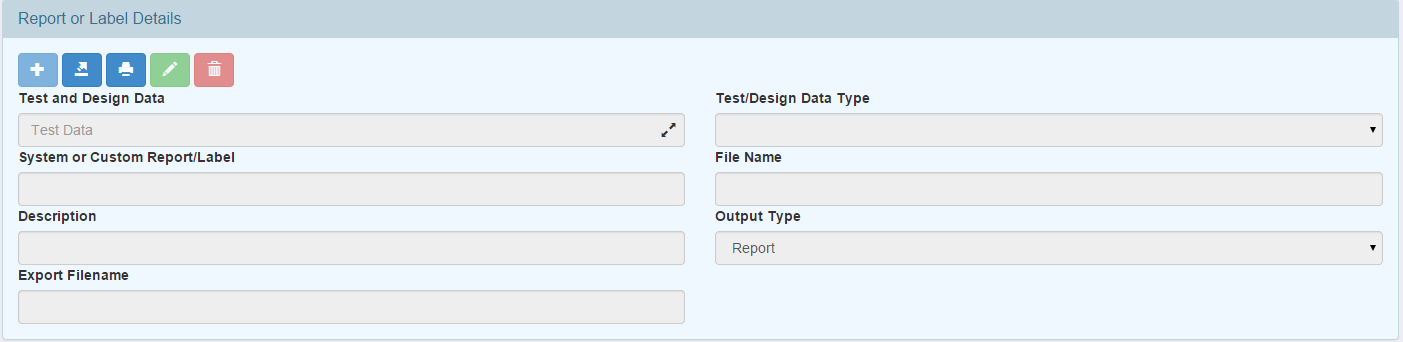 Report or Label Details
Test and Design Data
Test/Design Data Type
Test Data
System or Custom Report/Label
File Name
Description
Output Type
Report
Export Filename